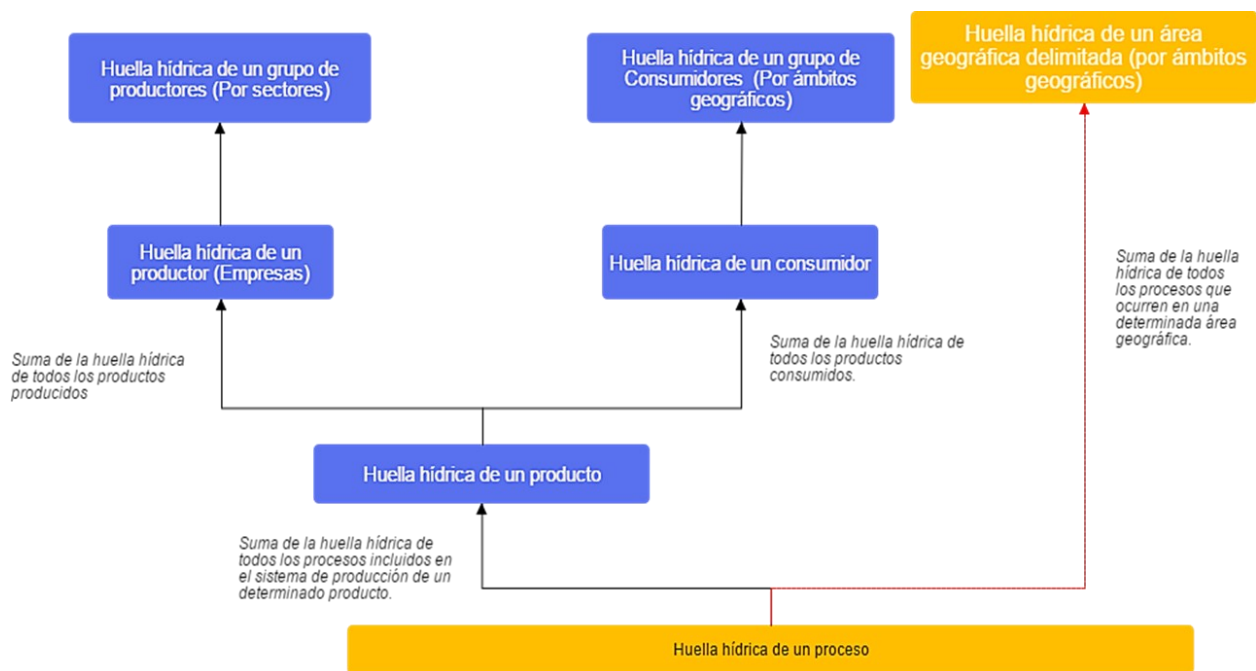 Huella hídrica de un grupo de
productores (Por sectores)
Huella hídrica de un grupo de
Consumidores (Por ámbitos
geográficos)
Huella hídrica de un área
geográfica delimitada (por ámbitos
geográficos)
Huella hídrica de un
productor (Empresas)
Huella hídrica de un consumidor
Suma de la huella
hídrica de todos
los procesos que
ocurren en una
determinada área
geográfica.
Suma de la huella hídrica
de todos los productos
producidos
Suma de la huella hídrica de
todos los productos
consumidos.
Huella hídrica de un producto
Suma de la huella hídrica de
todos los procesos incluidos en
el sistema de producción de un
determinado producto.
Huella hídrica de un proceso